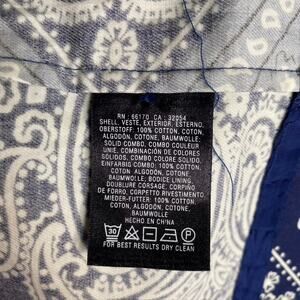 RN : 66170 CA : 32054
SHELL, VESTE, EXTERIOR, ESTERNO,
OBERSTOFF: 100% COTTON, COTON,
ALGODÓN, COTONE, BAUMWOLLE;
SOLID COMBO, COMBO COULEUR
UNIE, COMBINACIÓN DE COLORES
SÓLIDOS, COMBO COLORE SOLIDO,
EINFARBIG COMBO: 100% COTTON,
COTON, ALGODÓN, COTONE,
BAUMWOLLE; BODICE LINING,
DOUBLURE CORSAGE, CORPIÑO
DE FORRO, CORPETTO RIVESTIMENTO,
MIEDER-FUTTER: 100% COTTON,
COTON, ALGODÓN, COTONE,
BAUMWOLLE
HECHO EN CHINA
30 P
FOR BEST RESULTS DRY CLEAN